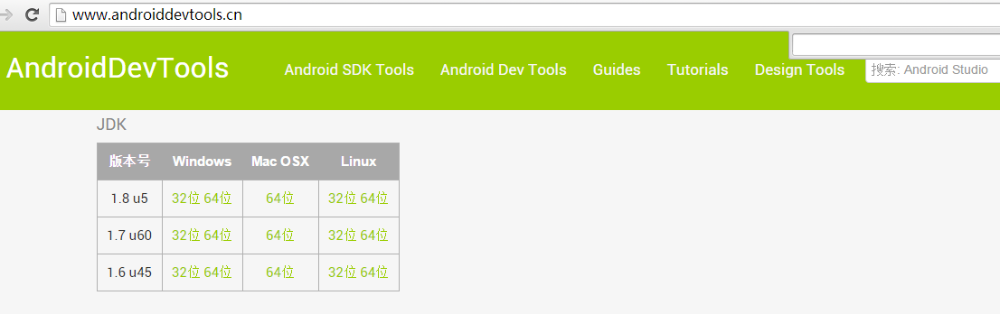 www.androiddevtools.cn
AndroidDevTools Android SDK Tools Android Dev Tools Guides Tutorials Design Tools 搜索: Android Studio
JDK
版本号 Windows Mac OSX Linux
1.8 u5 32位 64位 64位 32位 64位
1.7 u60 32位 64位 64位 32位 64位
1.6 u45 32位 64位 64位 32位 64位